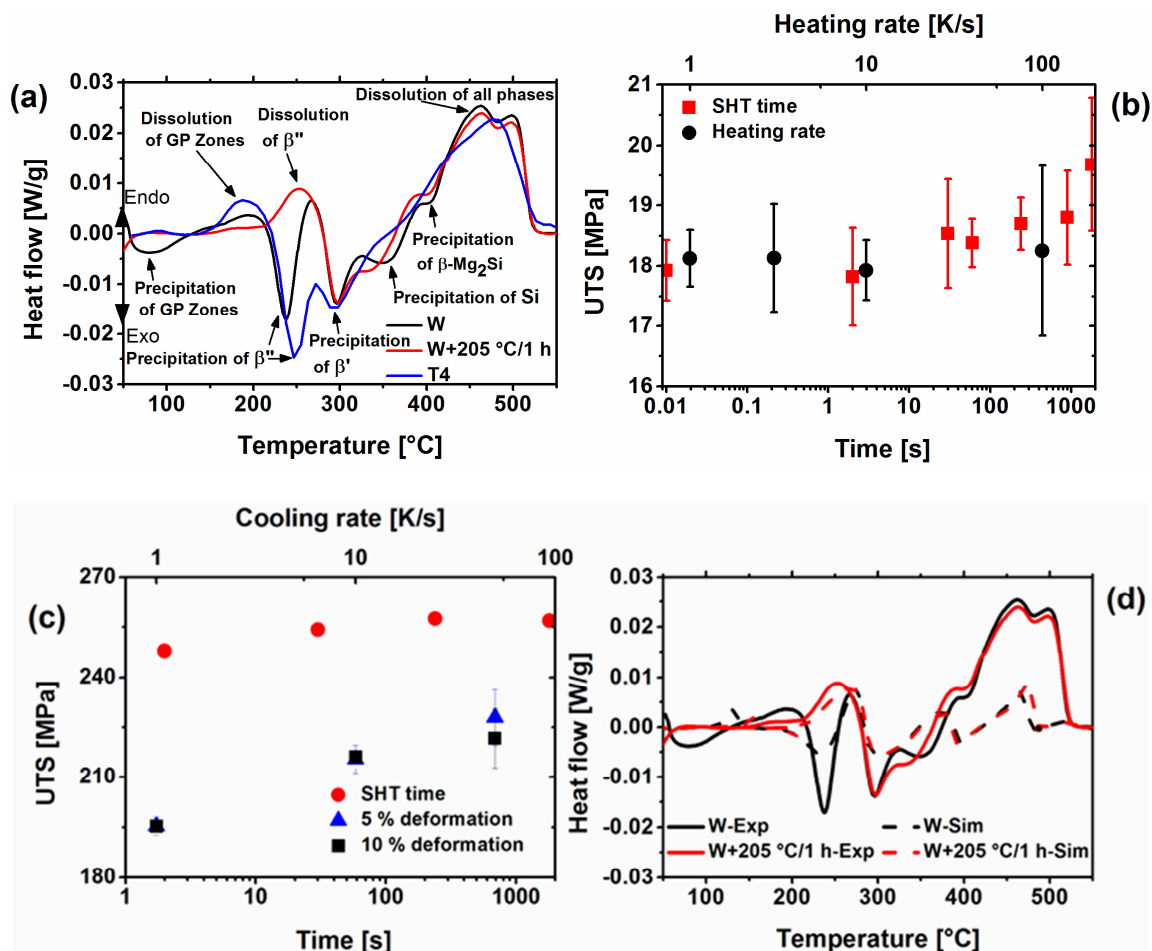 (a)
0.03
0.02
0.01
0.00
-0.01
-0.02
-0.03
Heat flow [W/g]
Endo
Exo
Dissolution
of GP Zones
Dissolution
of β"
Dissolution of all phases
Precipitation
of GP Zones
Precipitation of β"
Precipitation
of β'
Precipitation of Si
Precipitation
of β-Mg₂Si
W
W+205 °C/1 h
T4
100 200 300 400 500
Temperature [°C]
Heating rate [K/s]
1 10 100
(b)
21
20
19
18
17
16
UTS [MPa]
SHT time
Heating rate
0.01 0.1 1 10 100 1000
Time [s]
Cooling rate [K/s]
1 10 100
(c)
270
240
210
180
UTS [MPa]
SHT time
5 % deformation
10 % deformation
1 10 100 1000
Time [s]
(d)
0.03
0.02
0.01
0.00
-0.01
-0.02
-0.03
Heat flow [W/g]
W-Exp W-Sim
W+205 °C/1 h-Exp W+205 °C/1 h-Sim
100 200 300 400 500
Temperature [°C]